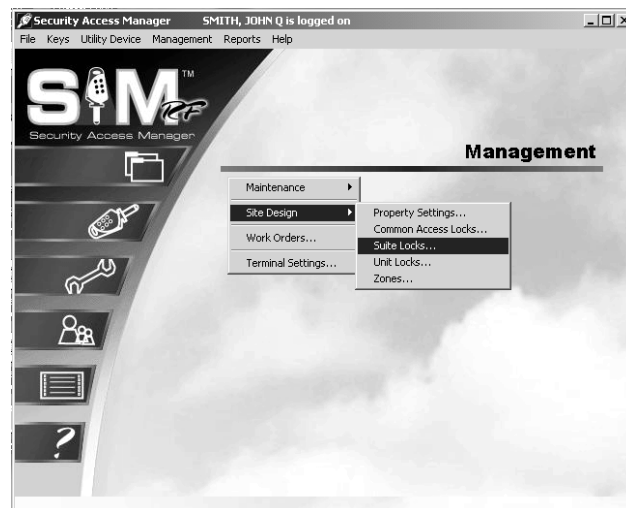 Security Access Manager SMITH, JOHN Q is logged on
File Keys Utility Device Management Reports Help
SAM RF TM
Security Access Manager
Management
Maintenance
Site Design
Work Orders...
Terminal Settings...
Property Settings...
Common Access Locks...
Suite Locks...
Unit Locks...
Zones...
?